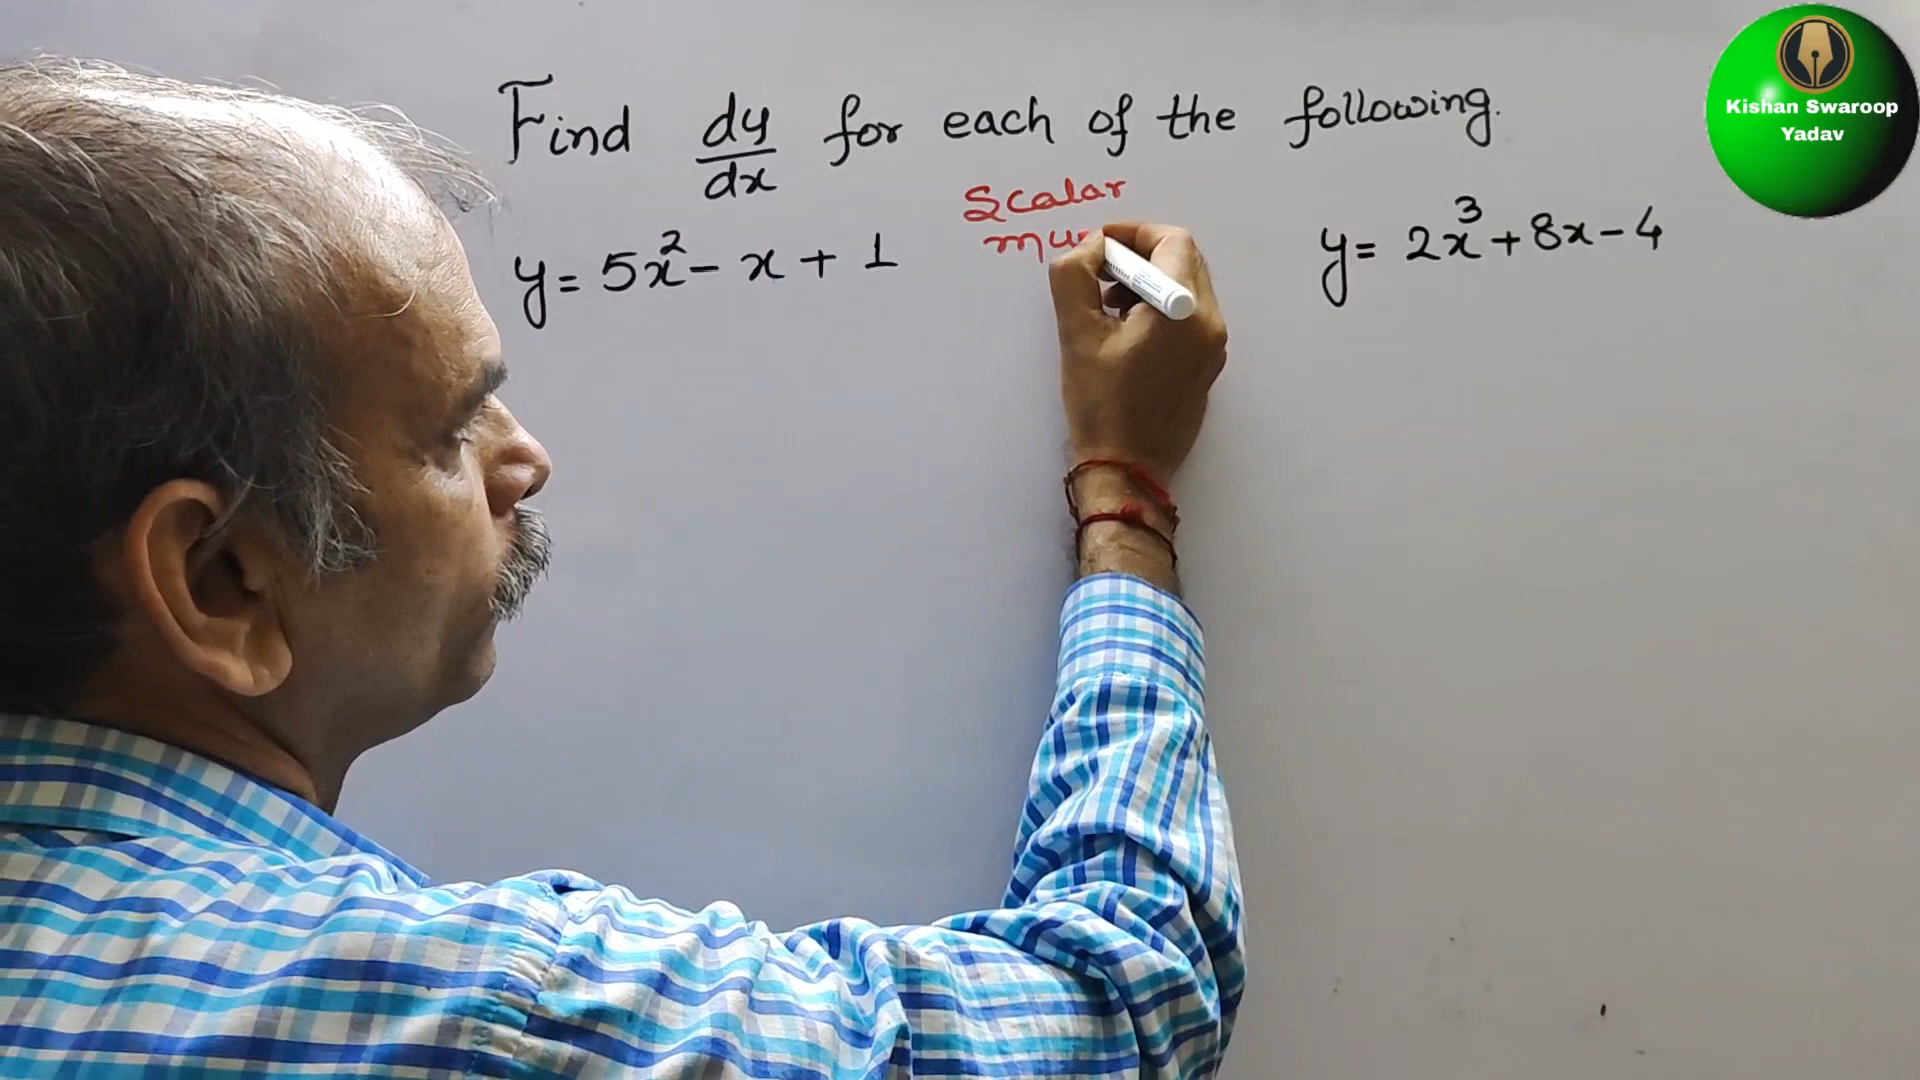 Find dy/dx for each of the following.
Scalar
y = 5x² - x + 1
y = 2x³ + 8x - 4
Kishan Swaroop
Yadav